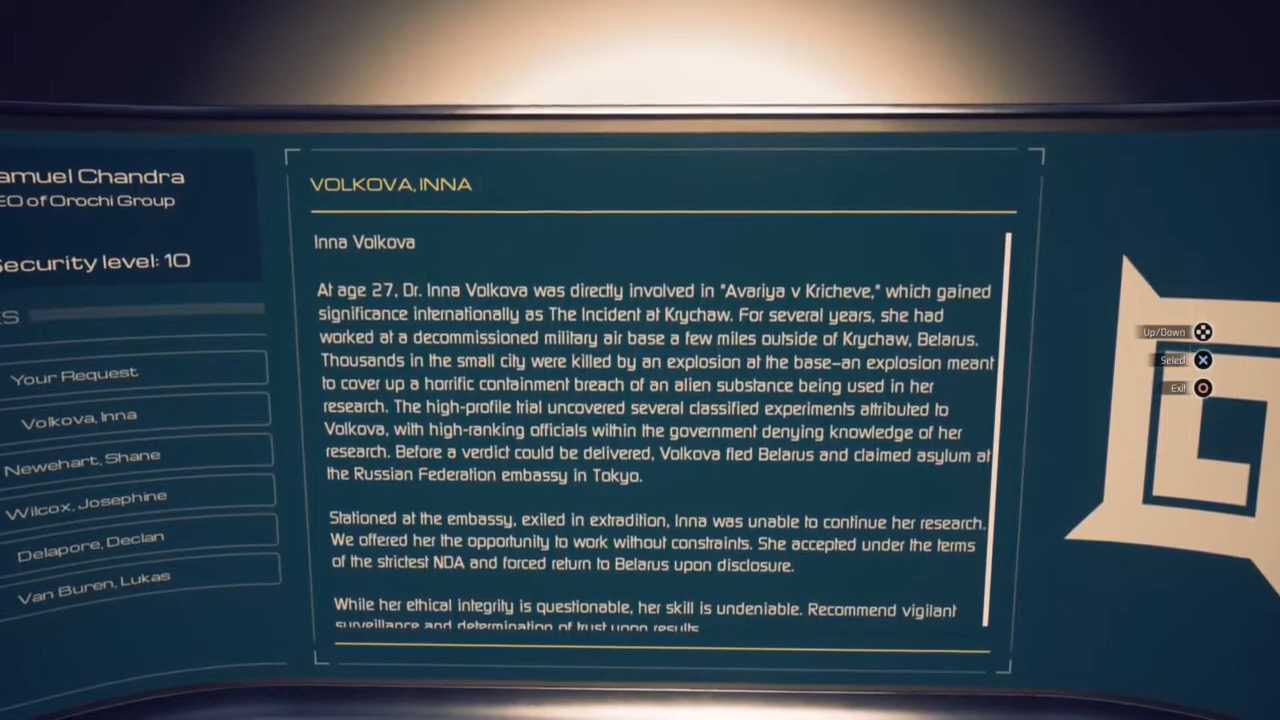 amuel Chandra
EO of Orochi Group
Security level: 10
ES
Your Request
Volkova, Inna
Newehart, Shane
Wilcox, Josephine
Delapore, Declan
Van Buren, Lukas
VOLKOVA, INNA
Inna Volkova
At age 27, Dr. Inna Volkova was directly involved in "Avariya v Kricheve," which gained
significance internationally as The Incident at Krychaw. For several years, she had
worked at a decommissioned military air base a few miles outside of Krychaw, Belarus.
Thousands in the small city were killed by an explosion at the base–an explosion meant
to cover up a horrific containment breach of an alien substance being used in her
research. The high-profile trial uncovered several classified experiments attributed to
Volkova, with high-ranking officials within the government denying knowledge of her
research. Before a verdict could be delivered, Volkova fled Belarus and claimed asylum at
the Russian Federation embassy in Tokyo.
Stationed at the embassy, exiled in extradition, Inna was unable to continue her research.
We offered her the opportunity to work without constraints. She accepted under the terms
of the strictest NDA and forced return to Belarus upon disclosure.
While her ethical integrity is questionable, her skill is undeniable. Recommend vigilant
surveillance and determination of trust upon results
Up/Down
Select
Exit